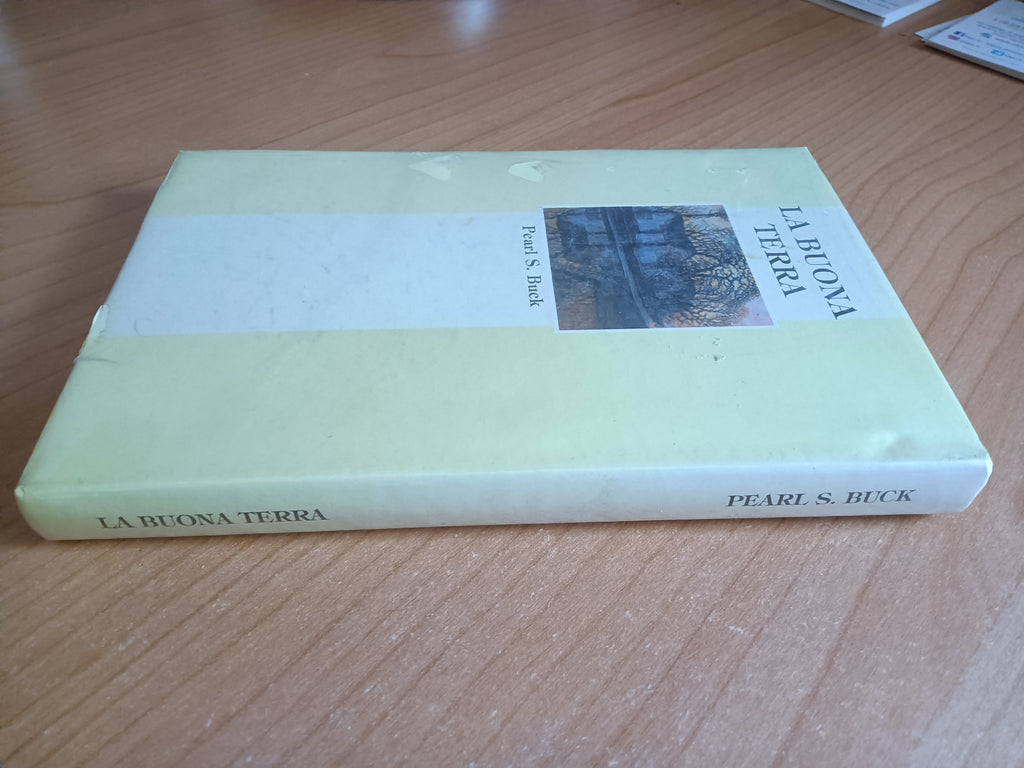 LA BUONA
TERRA
Pearl S. Buck
LA BUONA TERRA
PEARL S. BUCK